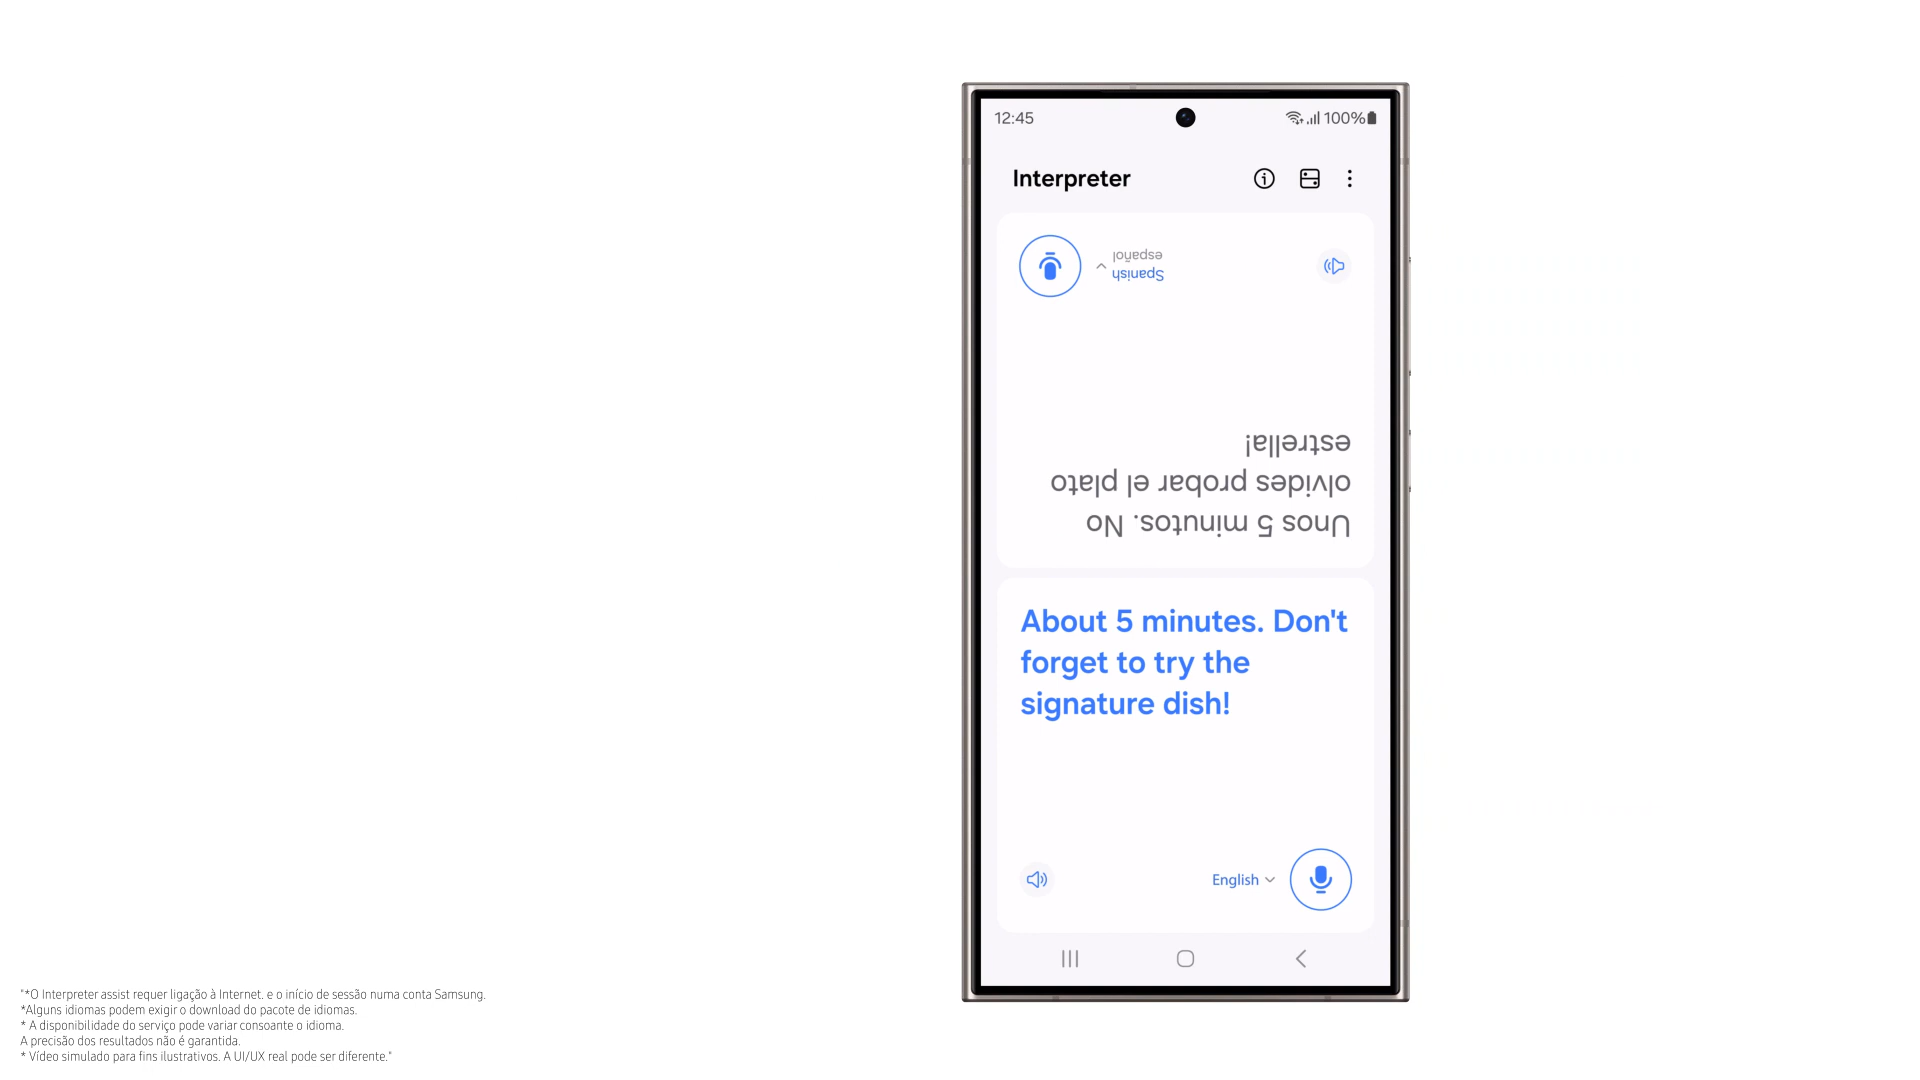 12:45
100%
Interpreter
español
Spanish
Unos 5 minutos. No
olvides probar el plato
estrella!
About 5 minutes. Don't
forget to try the
signature dish!
English
"*O Interpreter assist requer ligação à Internet. e o início de sessão numa conta Samsung.
*Alguns idiomas podem exigir o download do pacote de idiomas.
* A disponibilidade do serviço pode variar consoante o idioma.
A precisão dos resultados não é garantida.
* Vídeo simulado para fins ilustrativos. A UI/UX real pode ser diferente."